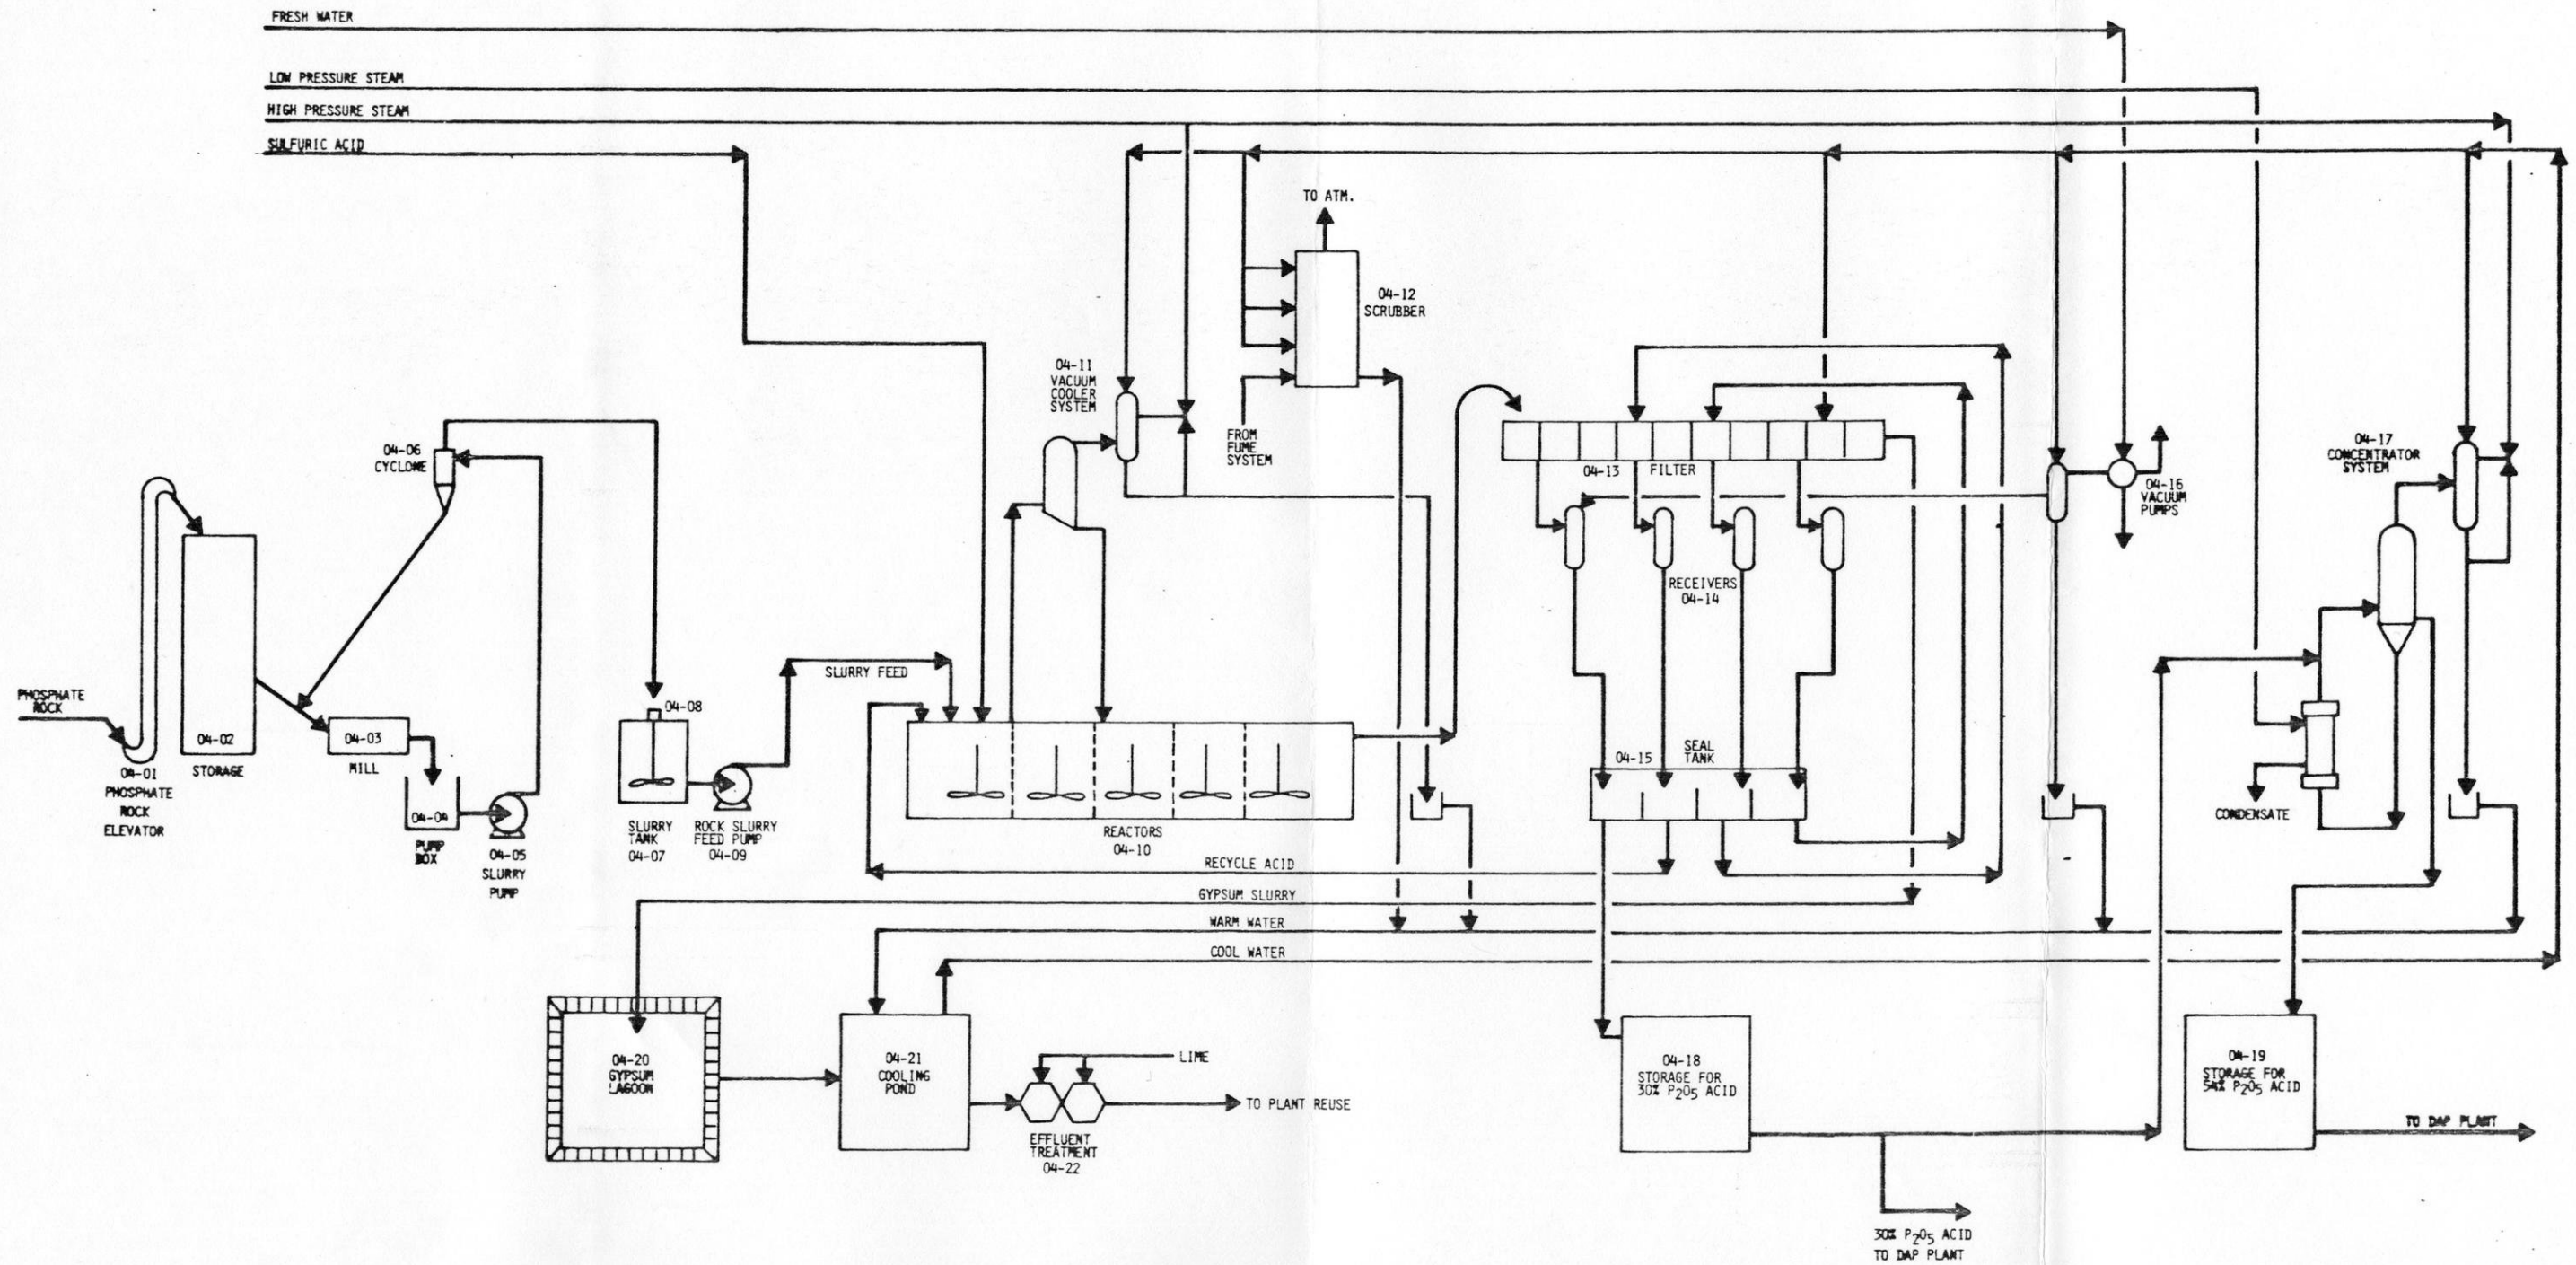 FRESH WATER
LOW PRESSURE STEAM
HIGH PRESSURE STEAM
SULFURIC ACID
TO ATM.
04-12
SCRUBBER
04-11
VACUUM
COOLER
SYSTEM
FROM
FUME
SYSTEM
04-06
CYCLONE
04-13 FILTER
04-16
VACUUM
PUMPS
04-17
CONCENTRATOR
SYSTEM
RECEIVERS
04-14
PHOSPHATE
ROCK
04-01
PHOSPHATE
ROCK
ELEVATOR
04-02
STORAGE
04-03
MILL
04-04
PUMP
BOX
04-05
SLURRY
PUMP
04-08
SLURRY
TANK
04-07
ROCK SLURRY
FEED PUMP
04-09
SLURRY FEED
REACTORS
04-10
04-15
SEAL
TANK
CONDENSATE
RECYCLE ACID
GYPSUM SLURRY
WARM WATER
COOL WATER
04-20
GYPSUM
LAGOON
04-21
COOLING
POND
LIME
TO PLANT REUSE
EFFLUENT
TREATMENT
04-22
04-18
STORAGE FOR
30% P2O5 ACID
04-19
STORAGE FOR
54% P2O5 ACID
TO DAP PLANT
30% P2O5 ACID
TO DAP PLANT